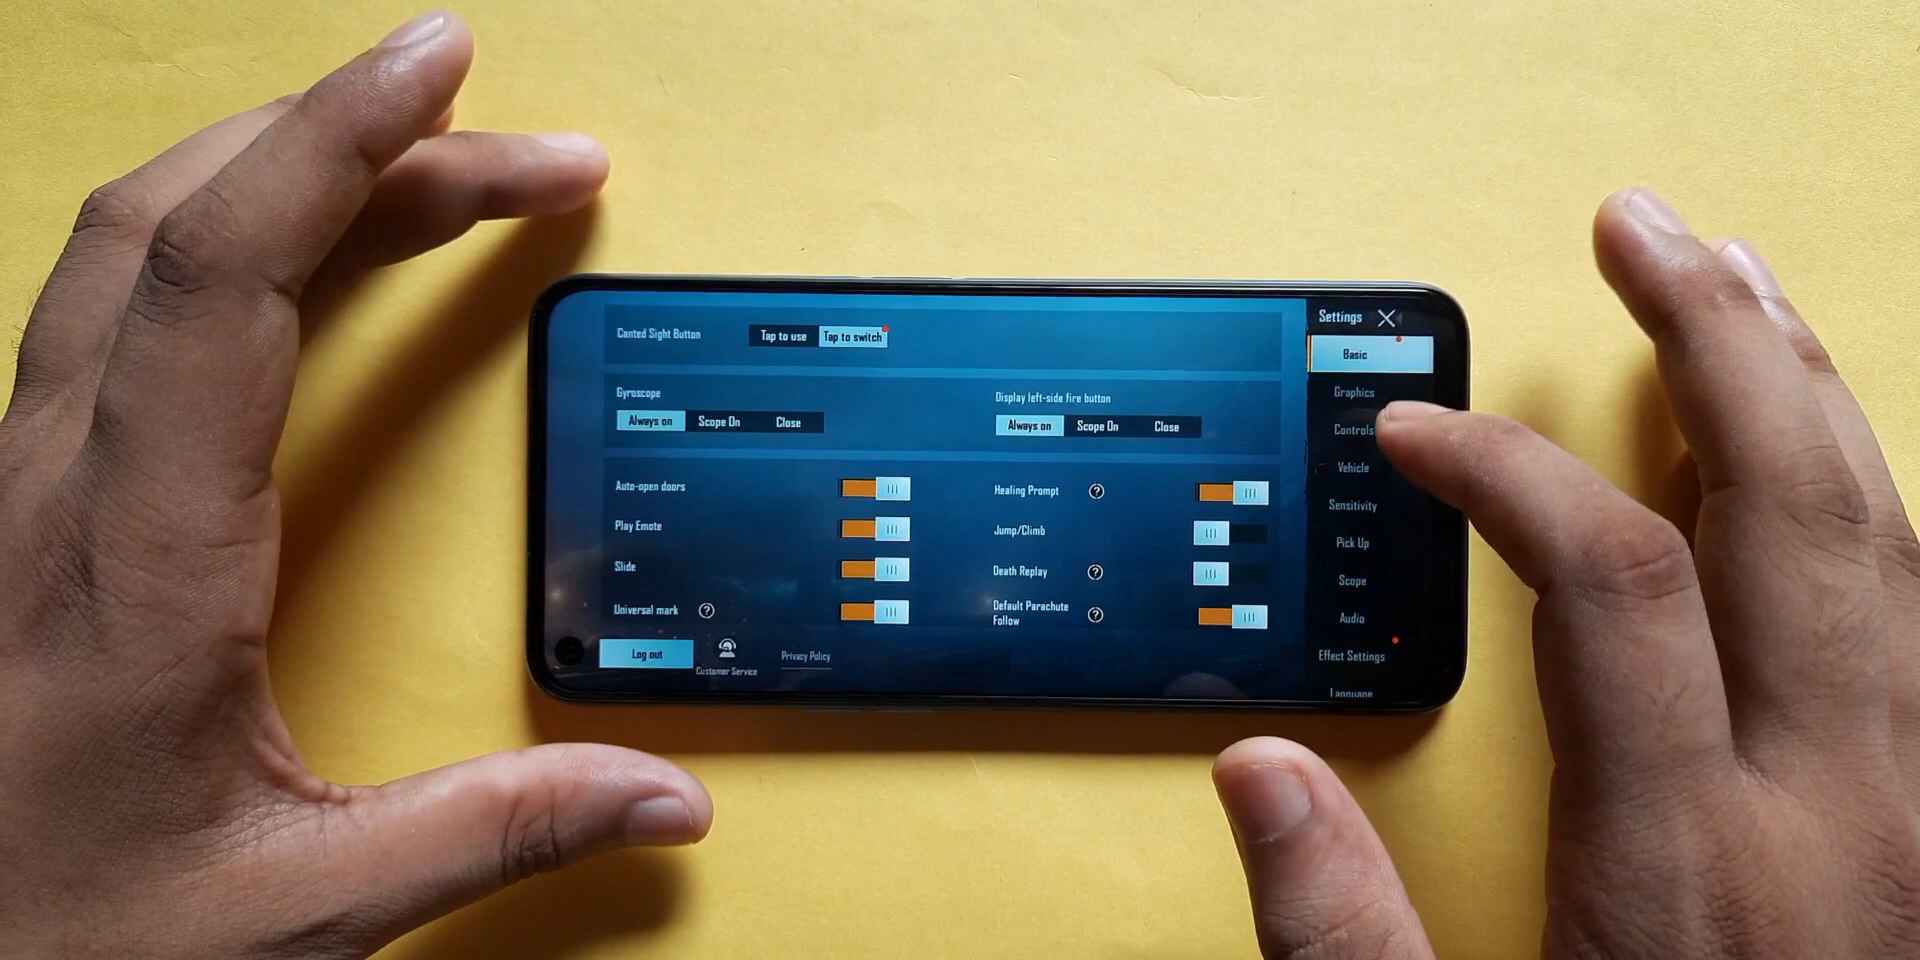 Canted Sight Button
Tap to use
Tap to switch
Gyroscope
Always on
Scope On
Close
Display left-side fire button
Always on
Scope On
Close
Auto-open doors
Healing Prompt
Play Emote
Jump/Climb
Slide
Death Replay
Universal mark
Default Parachute
Follow
Log out
Customer Service
Privacy Policy
Settings
Basic
Graphics
Controls
Vehicle
Sensitivity
Pick Up
Scope
Audio
Effect Settings
Language